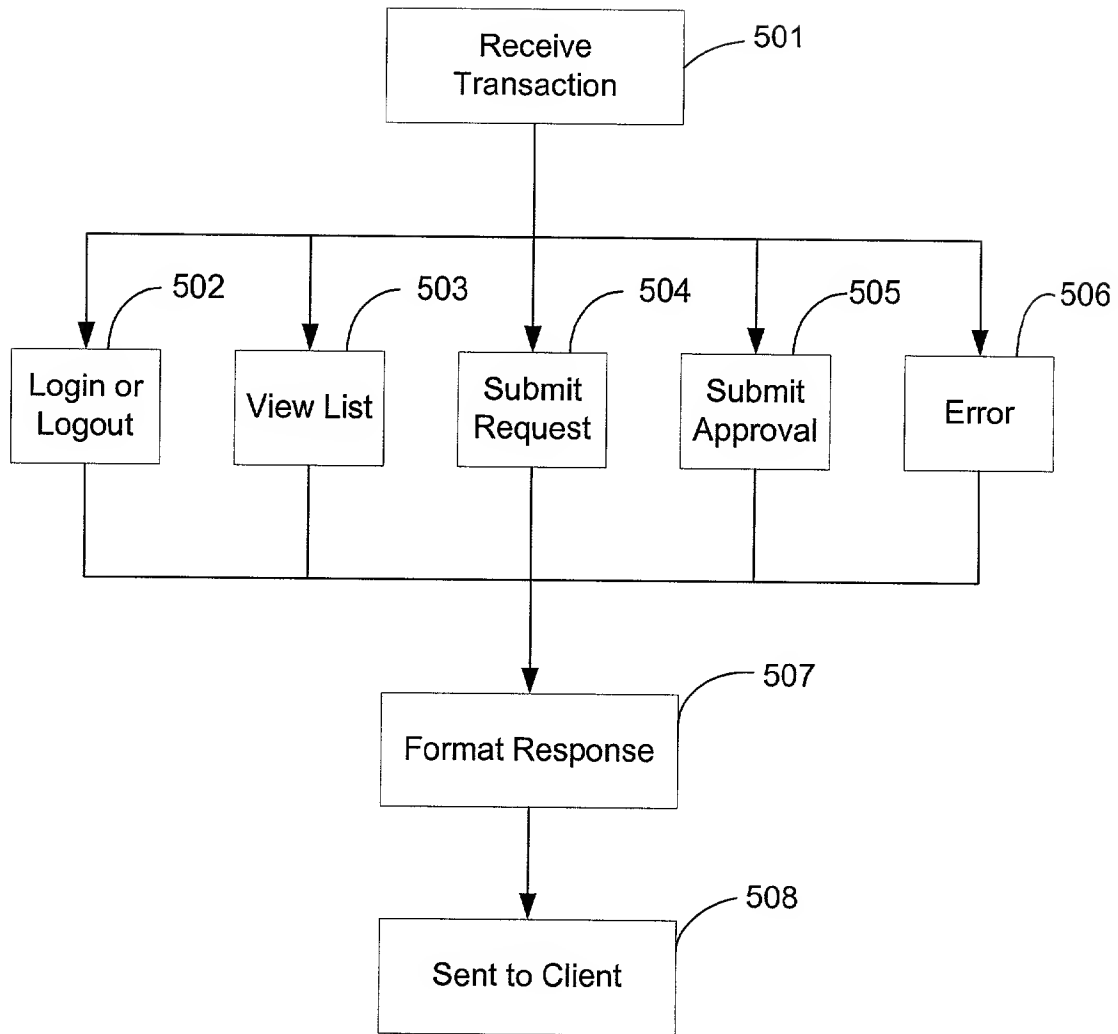 Receive
Transaction
501
502
503
504
505
506
Login or
Logout
View List
Submit
Request
Submit
Approval
Error
507
Format Response
508
Sent to Client